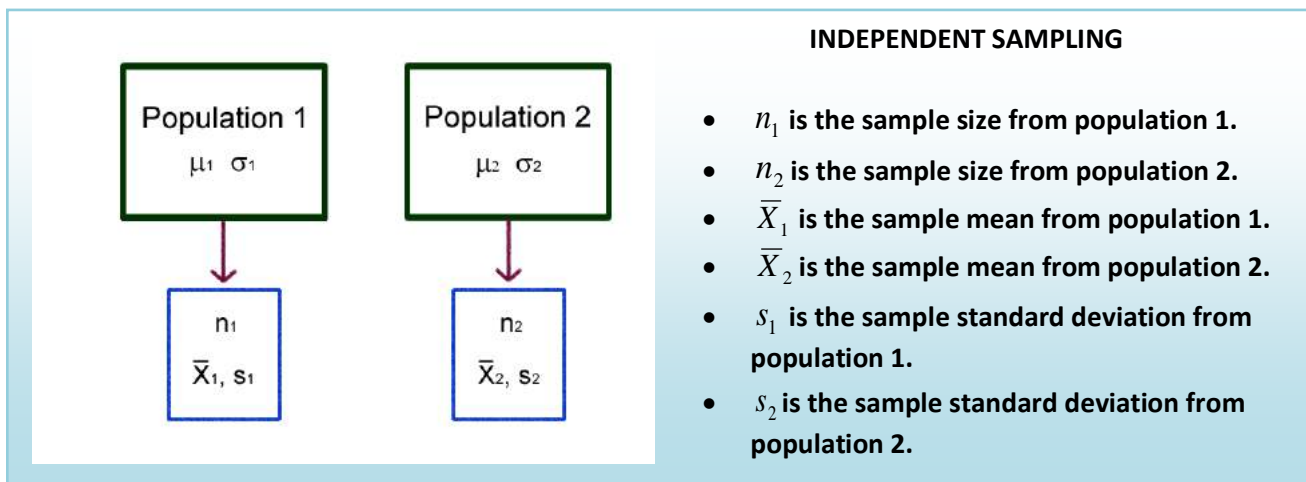 INDEPENDENT SAMPLING
Population 1
μ₁ σ₁
Population 2
μ₂ σ₂
n₁
X̅₁, s₁
n₂
X̅₂, s₂
• n₁ is the sample size from population 1.
• n₂ is the sample size from population 2.
• X̅₁ is the sample mean from population 1.
• X̅₂ is the sample mean from population 2.
• s₁ is the sample standard deviation from
population 1.
• s₂ is the sample standard deviation from
population 2.